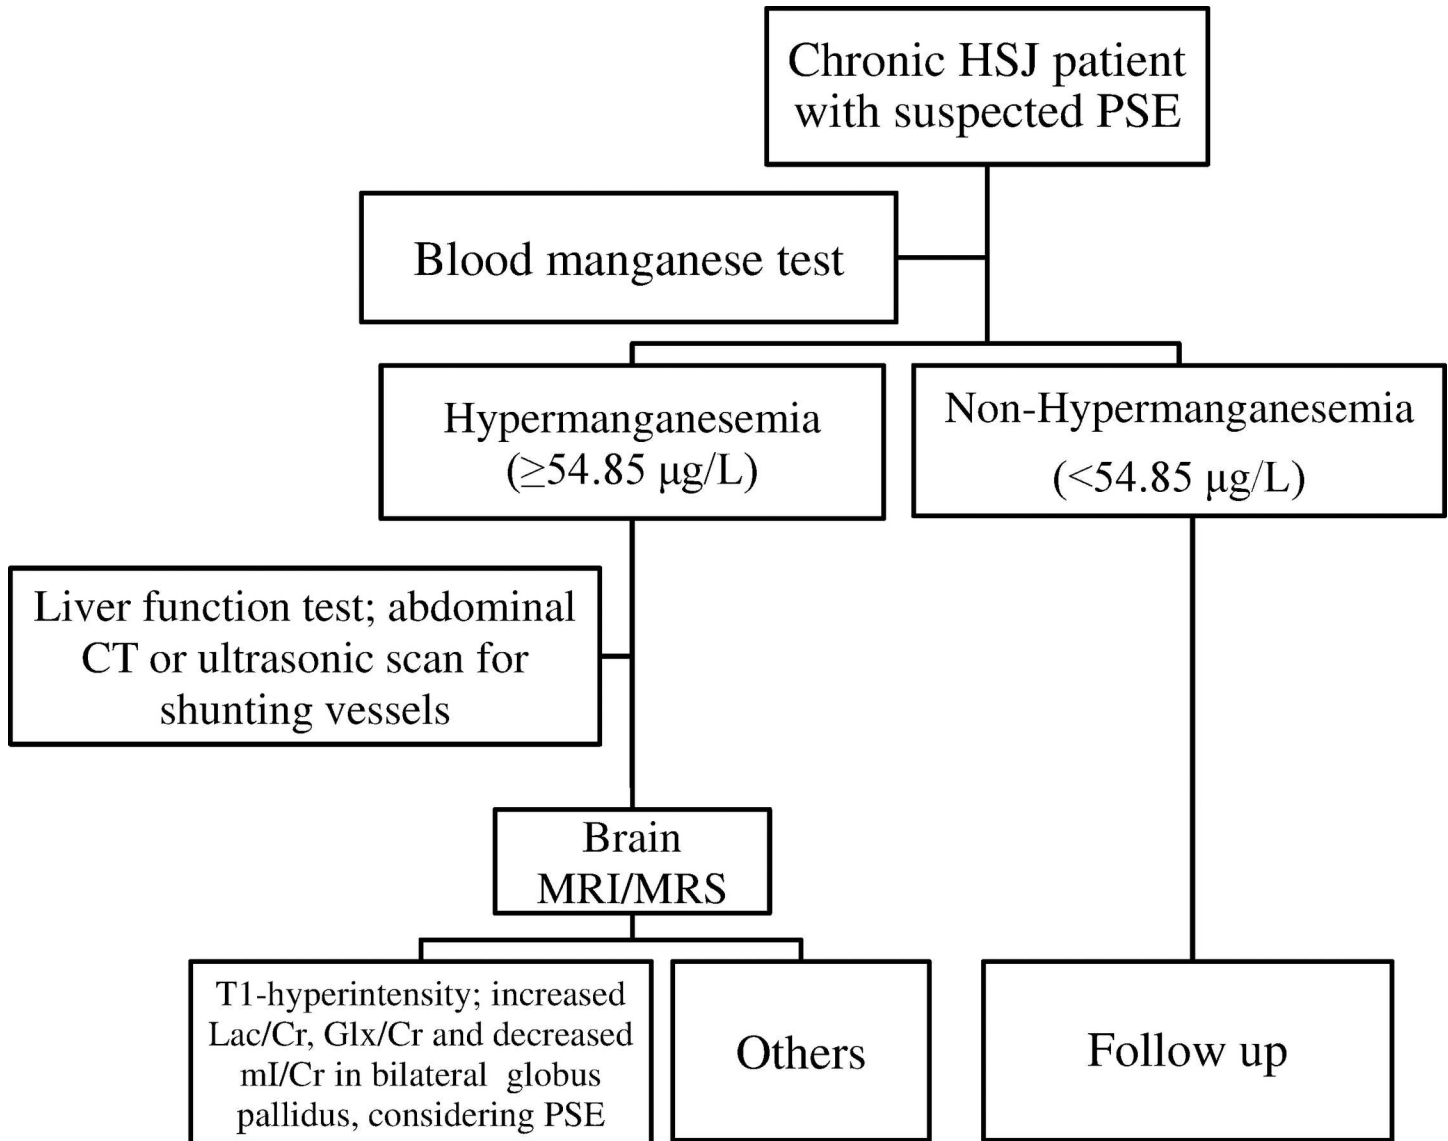 Chronic HSJ patient
with suspected PSE
Blood manganese test
Hypermanganesemia
(≥54.85 μg/L)
Non-Hypermanganesemia
(<54.85 μg/L)
Liver function test; abdominal
CT or ultrasonic scan for
shunting vessels
Brain
MRI/MRS
T1-hyperintensity; increased
Lac/Cr, Glx/Cr and decreased
mI/Cr in bilateral globus
pallidus, considering PSE
Others
Follow up